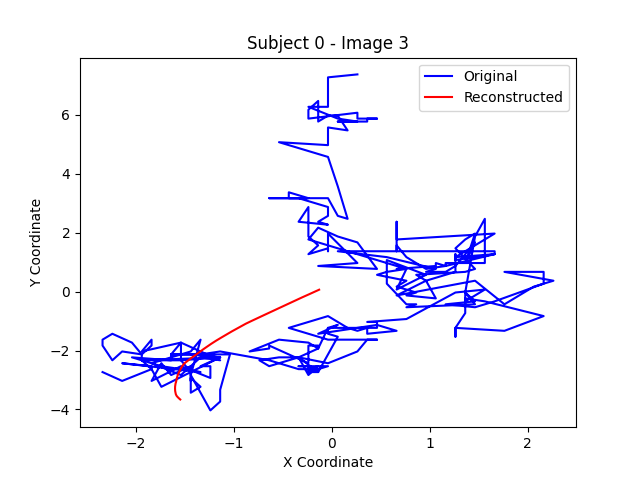 Subject 0 - Image 3
Original
Reconstructed
6
4
2
0
−2
−4
Y Coordinate
−2 −1 0 1 2
X Coordinate